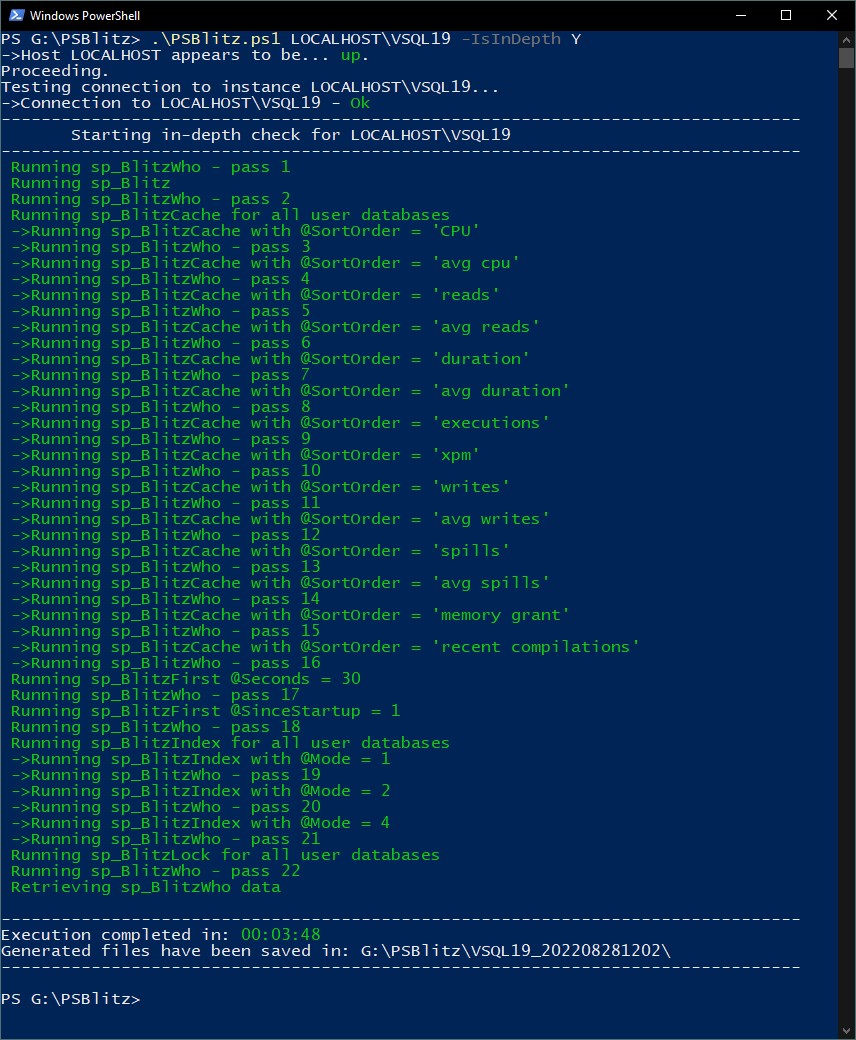 Windows PowerShell
PS G:\PSBlitz> .\PSBlitz.ps1 LOCALHOST\VSQL19 -IsInDepth Y
->Host LOCALHOST appears to be... up.
Proceeding.
Testing connection to instance LOCALHOST\VSQL19...
->Connection to LOCALHOST\VSQL19 - Ok
--------------------------------------------------------------------------------
       Starting in-depth check for LOCALHOST\VSQL19
--------------------------------------------------------------------------------
 Running sp_BlitzWho - pass 1
 Running sp_Blitz
 Running sp_BlitzWho - pass 2
 Running sp_BlitzCache for all user databases
 ->Running sp_BlitzCache with @SortOrder = 'CPU'
 ->Running sp_BlitzWho - pass 3
 ->Running sp_BlitzCache with @SortOrder = 'avg cpu'
 ->Running sp_BlitzWho - pass 4
 ->Running sp_BlitzCache with @SortOrder = 'reads'
 ->Running sp_BlitzWho - pass 5
 ->Running sp_BlitzCache with @SortOrder = 'avg reads'
 ->Running sp_BlitzWho - pass 6
 ->Running sp_BlitzCache with @SortOrder = 'duration'
 ->Running sp_BlitzWho - pass 7
 ->Running sp_BlitzCache with @SortOrder = 'avg duration'
 ->Running sp_BlitzWho - pass 8
 ->Running sp_BlitzCache with @SortOrder = 'executions'
 ->Running sp_BlitzWho - pass 9
 ->Running sp_BlitzCache with @SortOrder = 'xpm'
 ->Running sp_BlitzWho - pass 10
 ->Running sp_BlitzCache with @SortOrder = 'writes'
 ->Running sp_BlitzWho - pass 11
 ->Running sp_BlitzCache with @SortOrder = 'avg writes'
 ->Running sp_BlitzWho - pass 12
 ->Running sp_BlitzCache with @SortOrder = 'spills'
 ->Running sp_BlitzWho - pass 13
 ->Running sp_BlitzCache with @SortOrder = 'avg spills'
 ->Running sp_BlitzWho - pass 14
 ->Running sp_BlitzCache with @SortOrder = 'memory grant'
 ->Running sp_BlitzWho - pass 15
 ->Running sp_BlitzCache with @SortOrder = 'recent compilations'
 ->Running sp_BlitzWho - pass 16
 Running sp_BlitzFirst @Seconds = 30
 Running sp_BlitzWho - pass 17
 Running sp_BlitzFirst @SinceStartup = 1
 Running sp_BlitzWho - pass 18
 Running sp_BlitzIndex for all user databases
 ->Running sp_BlitzIndex with @Mode = 1
 ->Running sp_BlitzWho - pass 19
 ->Running sp_BlitzIndex with @Mode = 2
 ->Running sp_BlitzWho - pass 20
 ->Running sp_BlitzIndex with @Mode = 4
 ->Running sp_BlitzWho - pass 21
 Running sp_BlitzLock for all user databases
 Running sp_BlitzWho - pass 22
 Retrieving sp_BlitzWho data
--------------------------------------------------------------------------------
Execution completed in: 00:03:48
Generated files have been saved in: G:\PSBlitz\VSQL19_202208281202\
--------------------------------------------------------------------------------
PS G:\PSBlitz>